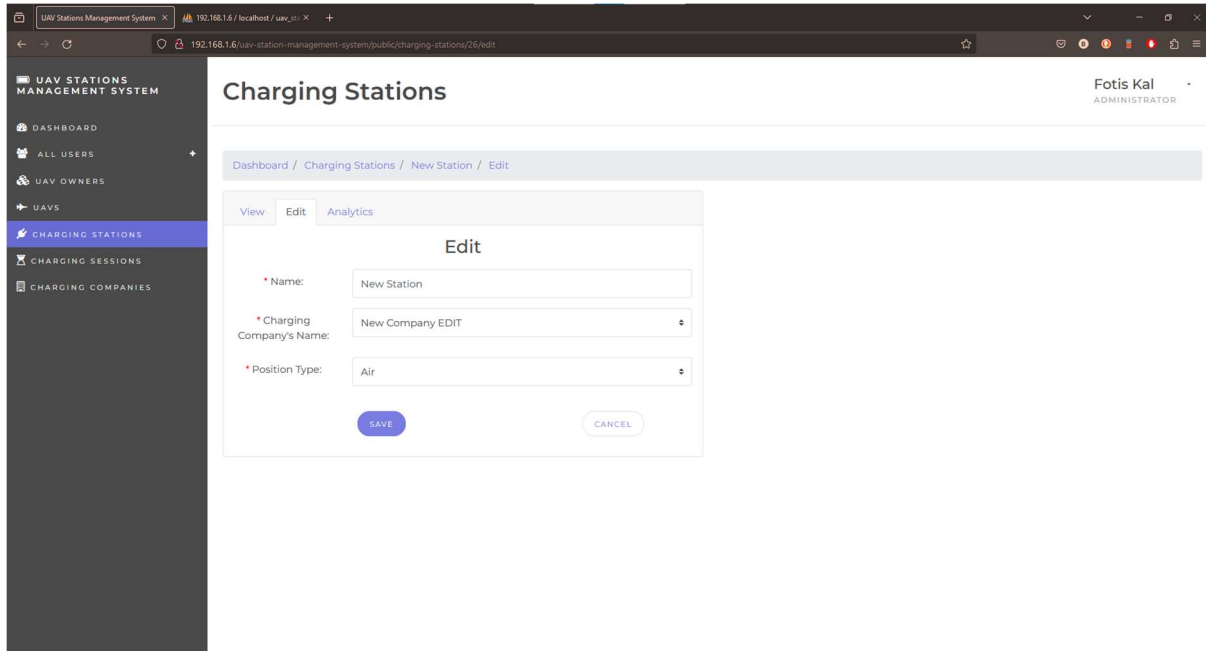 UAV Stations Management System
192.168.1.6 / localhost / uav_sta
192.168.1.6/uav-station-management-system/public/charging-stations/26/edit
UAV STATIONS
MANAGEMENT SYSTEM
DASHBOARD
ALL USERS +
UAV OWNERS
UAVS
CHARGING STATIONS
CHARGING SESSIONS
CHARGING COMPANIES
Charging Stations
Fotis Kal
ADMINISTRATOR
Dashboard / Charging Stations / New Station / Edit
View Edit Analytics
Edit
* Name: New Station
* Charging
Company's Name: New Company EDIT
* Position Type: Air
SAVE CANCEL